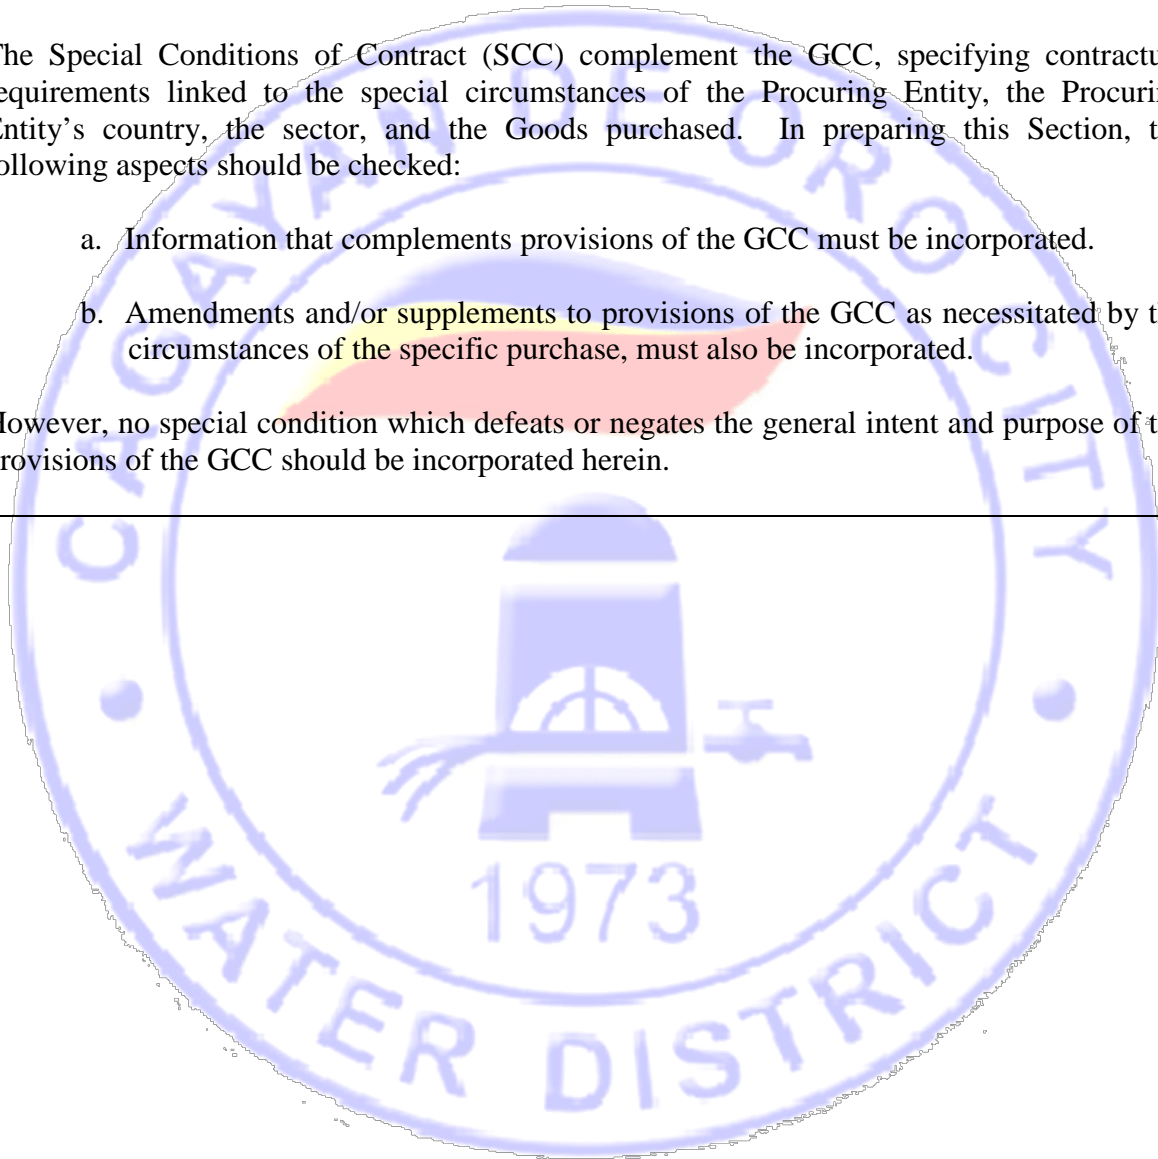 The Special Conditions of Contract (SCC) complement the GCC, specifying contractu
equirements linked to the special circumstances of the Procuring Entity, the Procurin
Entity's country, the sector, and the Goods purchased. In preparing this Section, t
ollowing aspects should be checked:
a. Information that complements provisions of the GCC must be incorporated.
b. Amendments and/or supplements to provisions of the GCC as necessitated by th
circumstances of the specific purchase, must also be incorporated.
However, no special condition which defeats or negates the general intent and purpose of t
rovisions of the GCC should be incorporated herein.
CAGAYAN DE ORO CITY
1973
WATER DISTRICT